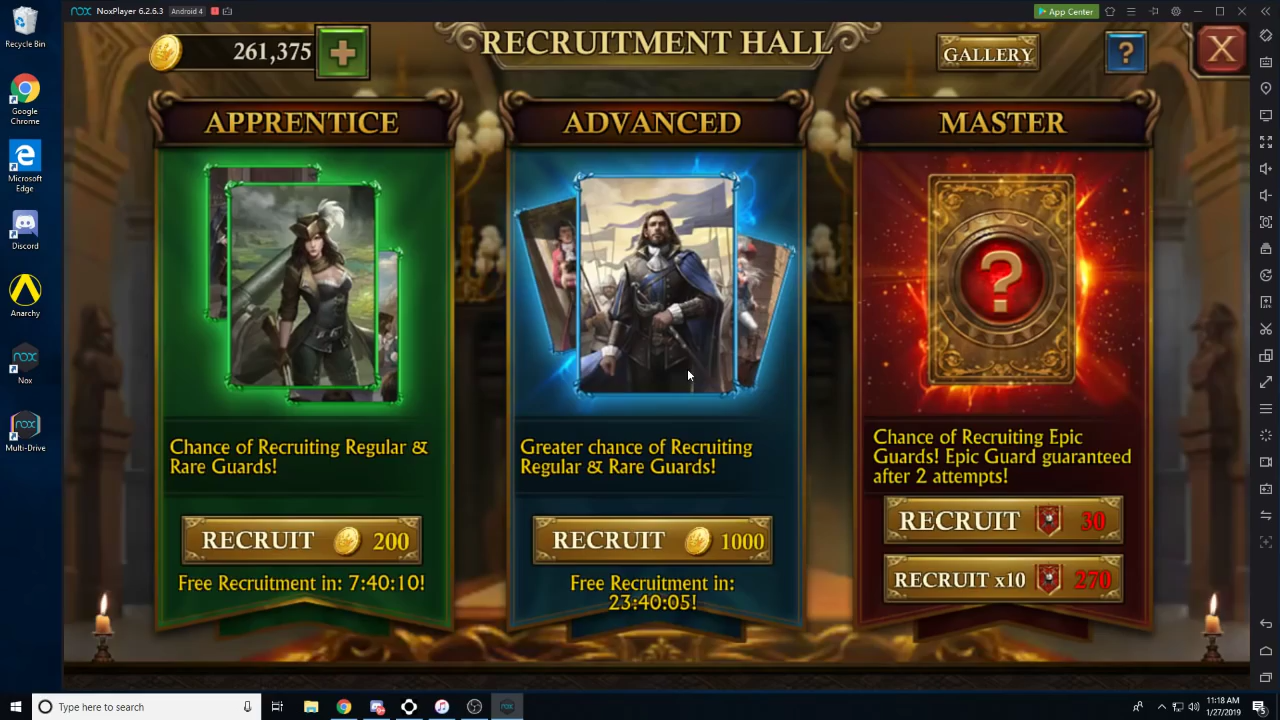 NoxPlayer 6.2.6.3 Android 4
App Center
Recycle Bin
Google
Chrome
Microsoft
Edge
Discord
Anarchy
Nox
Multi-Drive
261,375
RECRUITMENT HALL
GALLERY
?
X
APPRENTICE
Chance of Recruiting Regular &
Rare Guards!
RECRUIT 200
Free Recruitment in: 7:40:10!
ADVANCED
Greater chance of Recruiting
Regular & Rare Guards!
RECRUIT 1000
Free Recruitment in:
23:40:05!
MASTER
?
Chance of Recruiting Epic
Guards! Epic Guard guaranteed
after 2 attempts!
RECRUIT 30
RECRUIT x10 270
Type here to search
11:18 AM
1/27/2019